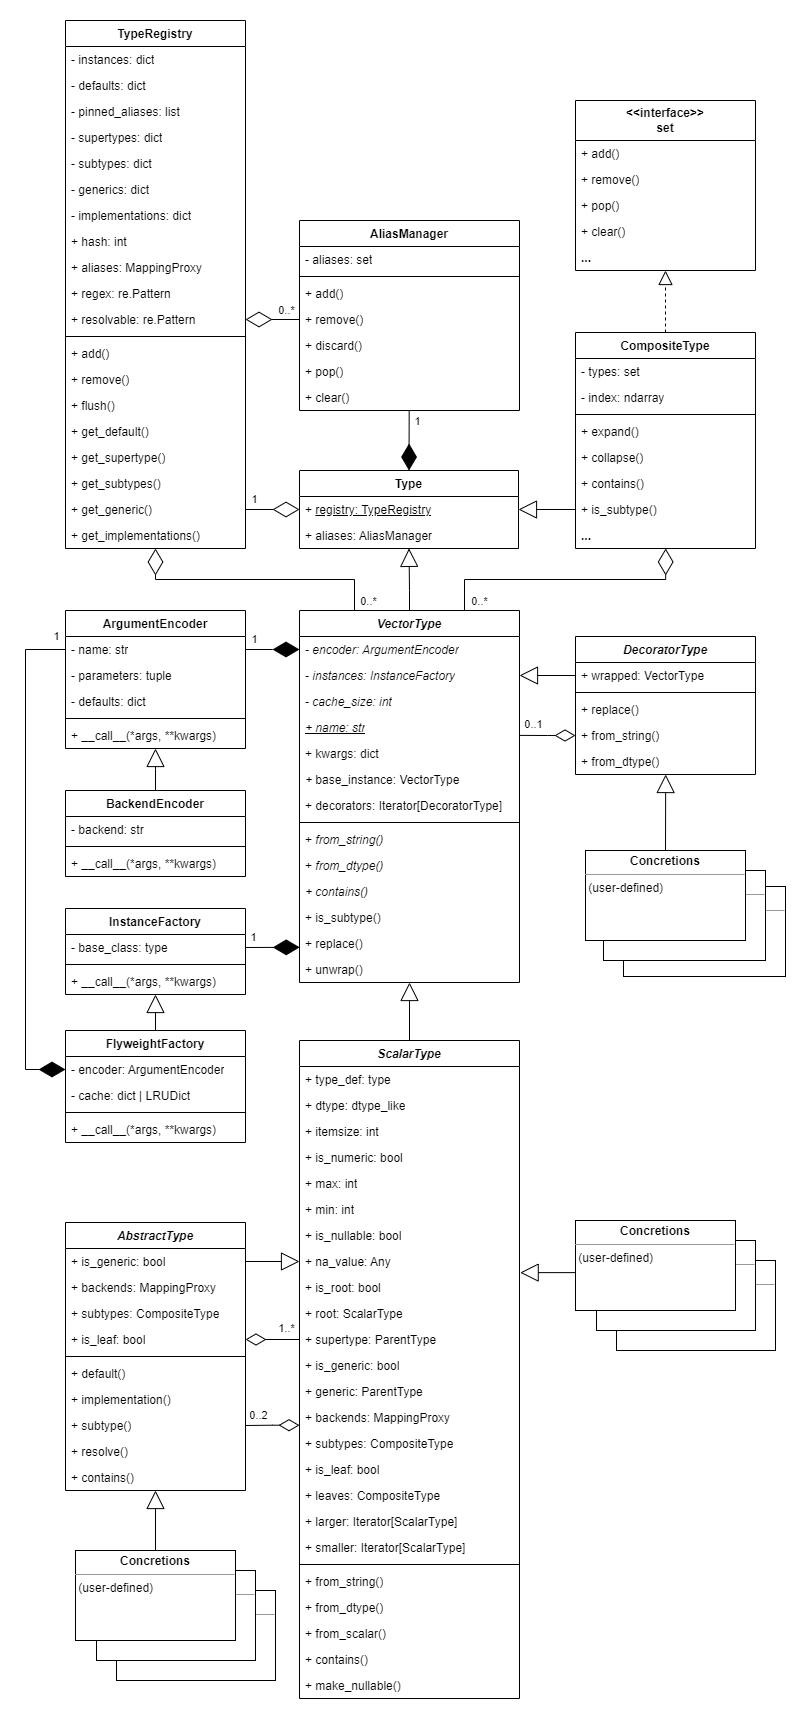 TypeRegistry
- instances: dict
- defaults: dict
- pinned_aliases: list
- supertypes: dict
- subtypes: dict
- generics: dict
- implementations: dict
+ hash: int
+ aliases: MappingProxy
+ regex: re.Pattern
+ resolvable: re.Pattern
+ add()
+ remove()
+ flush()
+ get_default()
+ get_supertype()
+ get_subtypes()
+ get_generic()
+ get_implementations()
<<interface>>
set
+ add()
+ remove()
+ pop()
+ clear()
...
AliasManager
- aliases: set
+ add()
+ remove()
+ discard()
+ pop()
+ clear()
0..*
1
CompositeType
- types: set
- index: ndarray
+ expand()
+ collapse()
+ contains()
+ is_subtype()
...
Type
+ registry: TypeRegistry
+ aliases: AliasManager
1
0..*
0..*
1
ArgumentEncoder
- name: str
- parameters: tuple
- defaults: dict
+ __call__(*args, **kwargs)
1
VectorType
- encoder: ArgumentEncoder
- instances: InstanceFactory
- cache_size: int
+ name: str
+ kwargs: dict
+ base_instance: VectorType
+ decorators: Iterator[DecoratorType]
+ from_string()
+ from_dtype()
+ contains()
+ is_subtype()
+ replace()
+ unwrap()
DecoratorType
+ wrapped: VectorType
+ replace()
+ from_string()
+ from_dtype()
0..1
BackendEncoder
- backend: str
+ __call__(*args, **kwargs)
Concretions
(user-defined)
InstanceFactory
- base_class: type
+ __call__(*args, **kwargs)
1
FlyweightFactory
- encoder: ArgumentEncoder
- cache: dict | LRUDict
+ __call__(*args, **kwargs)
ScalarType
+ type_def: type
+ dtype: dtype_like
+ itemsize: int
+ is_numeric: bool
+ max: int
+ min: int
+ is_nullable: bool
+ na_value: Any
+ is_root: bool
+ root: ScalarType
+ supertype: ParentType
+ is_generic: bool
+ generic: ParentType
+ backends: MappingProxy
+ subtypes: CompositeType
+ is_leaf: bool
+ leaves: CompositeType
+ larger: Iterator[ScalarType]
+ smaller: Iterator[ScalarType]
+ from_string()
+ from_dtype()
+ from_scalar()
+ contains()
+ make_nullable()
AbstractType
+ is_generic: bool
+ backends: MappingProxy
+ subtypes: CompositeType
+ is_leaf: bool
+ default()
+ implementation()
+ subtype()
+ resolve()
+ contains()
1..*
0..2
Concretions
(user-defined)
Concretions
(user-defined)